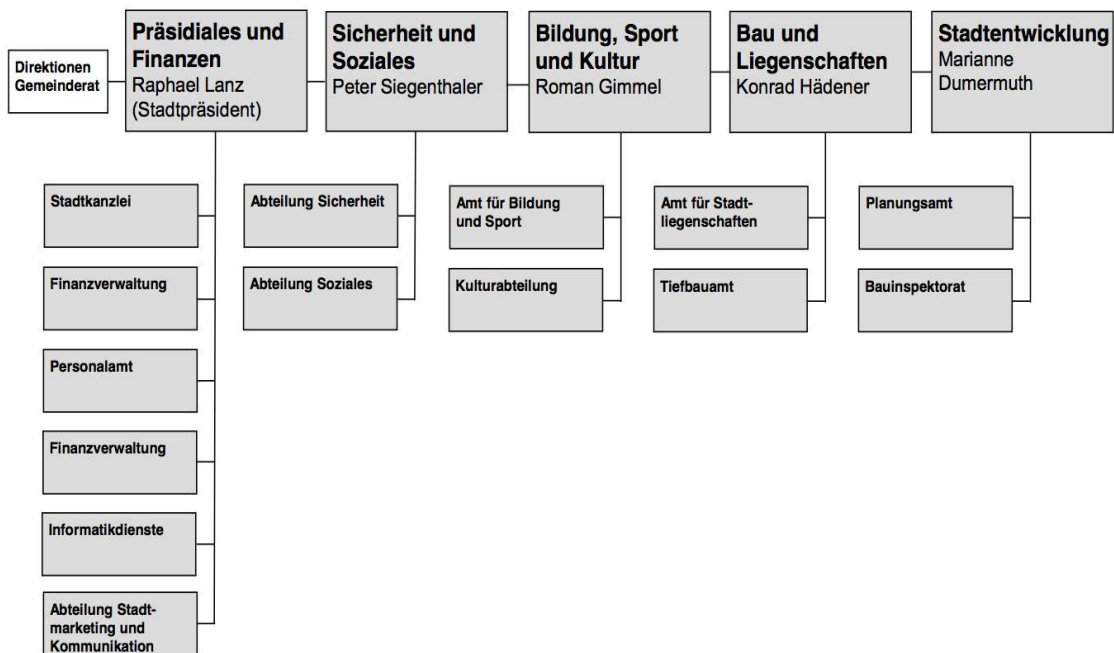 Direktionen
Gemeinderat
Präsidiales und
Finanzen
Raphael Lanz
(Stadtpräsident)
Sicherheit und
Soziales
Peter Siegenthaler
Bildung, Sport
und Kultur
Roman Gimmel
Bau und
Liegenschaften
Konrad Hädener
Stadtentwicklung
Marianne
Dumermuth
Stadtkanzlei
Finanzverwaltung
Personalamt
Finanzverwaltung
Informatikdienste
Abteilung Stadt-
marketing und
Kommunikation
Abteilung Sicherheit
Abteilung Soziales
Amt für Bildung
und Sport
Kulturabteilung
Amt für Stadt-
liegenschaften
Tiefbauamt
Planungsamt
Bauinspektorat